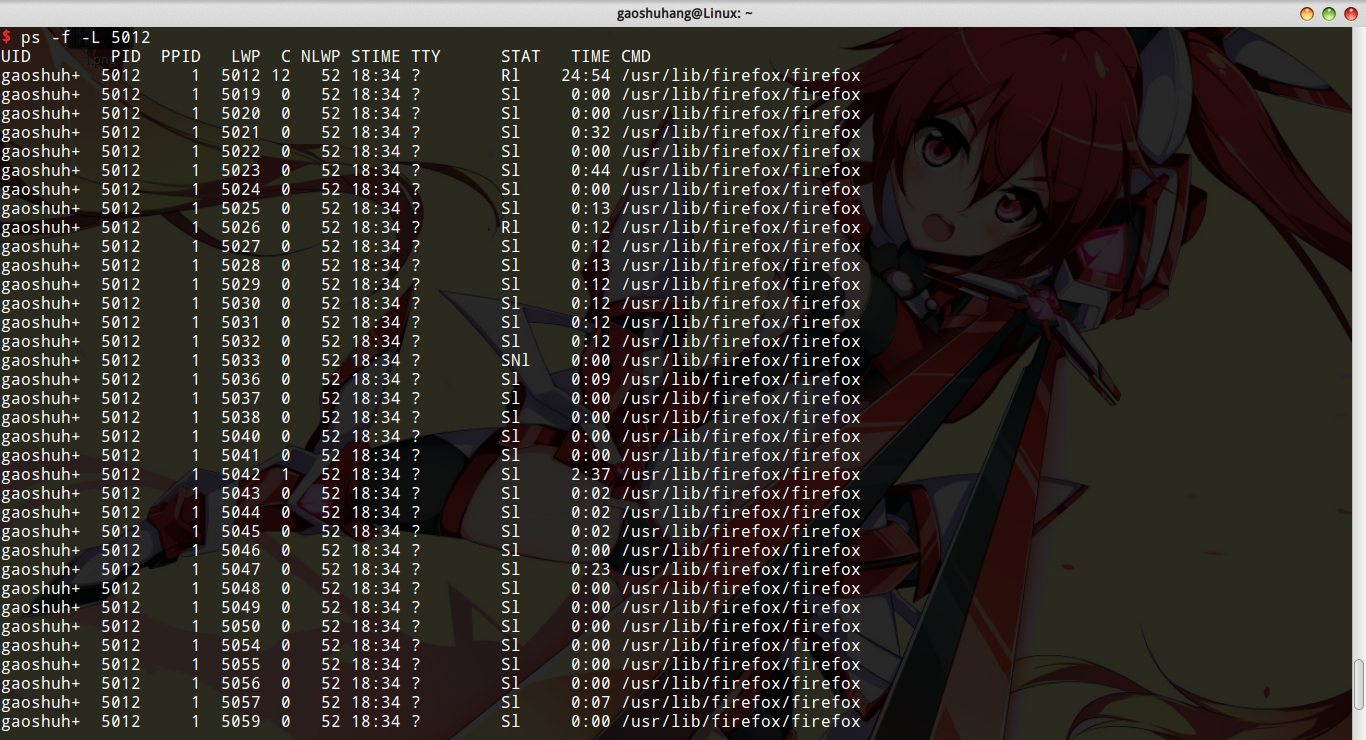 gaoshuhang@Linux: ~
$ ps -f -L 5012
UID        PID  PPID   LWP  C NLWP STIME TTY      STAT   TIME CMD
gaoshuh+  5012     1  5012 12   52 18:34 ?        Rl    24:54 /usr/lib/firefox/firefox
gaoshuh+  5012     1  5019  0   52 18:34 ?        Sl     0:00 /usr/lib/firefox/firefox
gaoshuh+  5012     1  5020  0   52 18:34 ?        Sl     0:00 /usr/lib/firefox/firefox
gaoshuh+  5012     1  5021  0   52 18:34 ?        Sl     0:32 /usr/lib/firefox/firefox
gaoshuh+  5012     1  5022  0   52 18:34 ?        Sl     0:00 /usr/lib/firefox/firefox
gaoshuh+  5012     1  5023  0   52 18:34 ?        Sl     0:44 /usr/lib/firefox/firefox
gaoshuh+  5012     1  5024  0   52 18:34 ?        Sl     0:00 /usr/lib/firefox/firefox
gaoshuh+  5012     1  5025  0   52 18:34 ?        Sl     0:13 /usr/lib/firefox/firefox
gaoshuh+  5012     1  5026  0   52 18:34 ?        Rl     0:12 /usr/lib/firefox/firefox
gaoshuh+  5012     1  5027  0   52 18:34 ?        Sl     0:12 /usr/lib/firefox/firefox
gaoshuh+  5012     1  5028  0   52 18:34 ?        Sl     0:13 /usr/lib/firefox/firefox
gaoshuh+  5012     1  5029  0   52 18:34 ?        Sl     0:12 /usr/lib/firefox/firefox
gaoshuh+  5012     1  5030  0   52 18:34 ?        Sl     0:12 /usr/lib/firefox/firefox
gaoshuh+  5012     1  5031  0   52 18:34 ?        Sl     0:12 /usr/lib/firefox/firefox
gaoshuh+  5012     1  5032  0   52 18:34 ?        Sl     0:12 /usr/lib/firefox/firefox
gaoshuh+  5012     1  5033  0   52 18:34 ?        SNl    0:00 /usr/lib/firefox/firefox
gaoshuh+  5012     1  5036  0   52 18:34 ?        Sl     0:09 /usr/lib/firefox/firefox
gaoshuh+  5012     1  5037  0   52 18:34 ?        Sl     0:00 /usr/lib/firefox/firefox
gaoshuh+  5012     1  5038  0   52 18:34 ?        Sl     0:00 /usr/lib/firefox/firefox
gaoshuh+  5012     1  5040  0   52 18:34 ?        Sl     0:00 /usr/lib/firefox/firefox
gaoshuh+  5012     1  5041  0   52 18:34 ?        Sl     0:00 /usr/lib/firefox/firefox
gaoshuh+  5012     1  5042  1   52 18:34 ?        Sl     2:37 /usr/lib/firefox/firefox
gaoshuh+  5012     1  5043  0   52 18:34 ?        Sl     0:02 /usr/lib/firefox/firefox
gaoshuh+  5012     1  5044  0   52 18:34 ?        Sl     0:02 /usr/lib/firefox/firefox
gaoshuh+  5012     1  5045  0   52 18:34 ?        Sl     0:02 /usr/lib/firefox/firefox
gaoshuh+  5012     1  5046  0   52 18:34 ?        Sl     0:00 /usr/lib/firefox/firefox
gaoshuh+  5012     1  5047  0   52 18:34 ?        Sl     0:23 /usr/lib/firefox/firefox
gaoshuh+  5012     1  5048  0   52 18:34 ?        Sl     0:00 /usr/lib/firefox/firefox
gaoshuh+  5012     1  5049  0   52 18:34 ?        Sl     0:00 /usr/lib/firefox/firefox
gaoshuh+  5012     1  5050  0   52 18:34 ?        Sl     0:00 /usr/lib/firefox/firefox
gaoshuh+  5012     1  5054  0   52 18:34 ?        Sl     0:00 /usr/lib/firefox/firefox
gaoshuh+  5012     1  5055  0   52 18:34 ?        Sl     0:00 /usr/lib/firefox/firefox
gaoshuh+  5012     1  5056  0   52 18:34 ?        Sl     0:00 /usr/lib/firefox/firefox
gaoshuh+  5012     1  5057  0   52 18:34 ?        Sl     0:07 /usr/lib/firefox/firefox
gaoshuh+  5012     1  5059  0   52 18:34 ?        Sl     0:00 /usr/lib/firefox/firefox